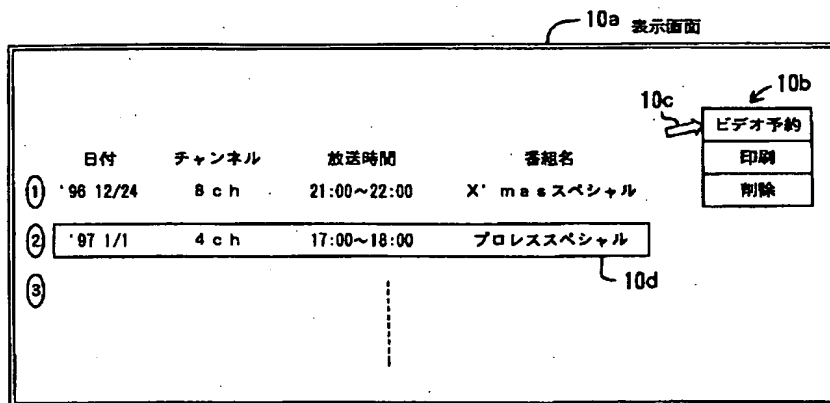 10a 表示画面
10c 10b
ビデオ予約
日付 チャンネル 放送時間 番組名 印刷
① '96 12/24 8ch 21:00～22:00 X'masスペシャル 削除
② '97 1/1 4ch 17:00～18:00 プロレススペシャル
10d
③